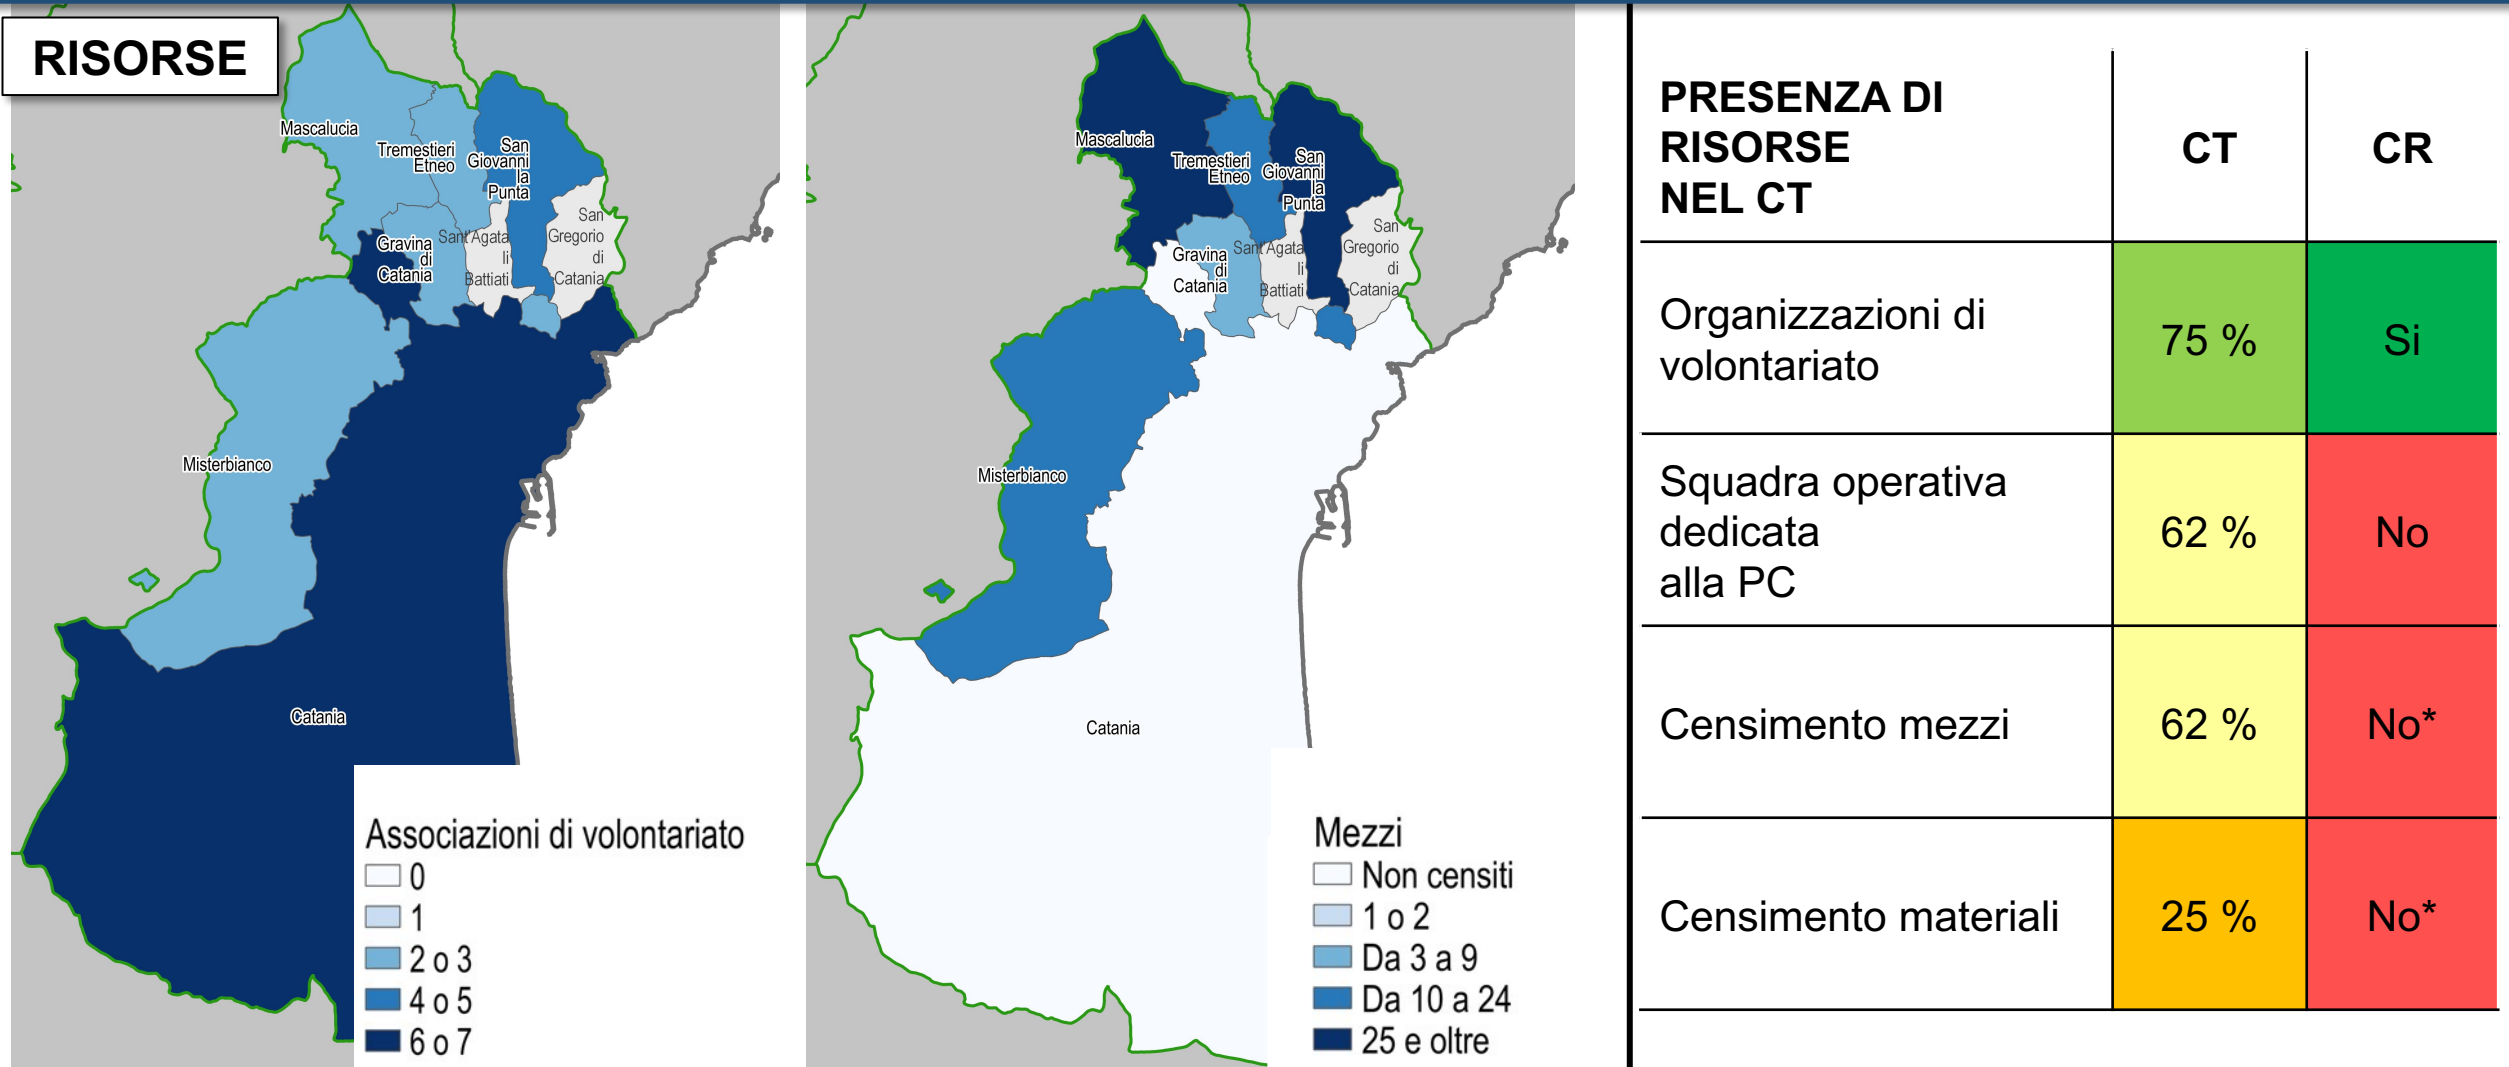 RISORSE
Mascalucia
Tremestieri
Etneo
San
Giovanni
la
Punta
San
Gregorio
di
Catania
Gravina
di
Catania
Sant'Agata
li
Battiati
Misterbianco
Catania
Associazioni di volontariato
0
1
2 o 3
4 o 5
6 o 7
Mascalucia
Tremestieri
Etneo
San
Giovanni
la
Punta
San
Gregorio
di
Catania
Gravina
di
Catania
Sant'Agata
li
Battiati
Misterbianco
Catania
Mezzi
Non censiti
1 o 2
Da 3 a 9
Da 10 a 24
25 e oltre
PRESENZA DI
RISORSE
NEL CT
CT
CR
Organizzazioni di
volontariato
75 %
Si
Squadra operativa
dedicata
alla PC
62 %
No
Censimento mezzi
62 %
No*
Censimento materiali
25 %
No*